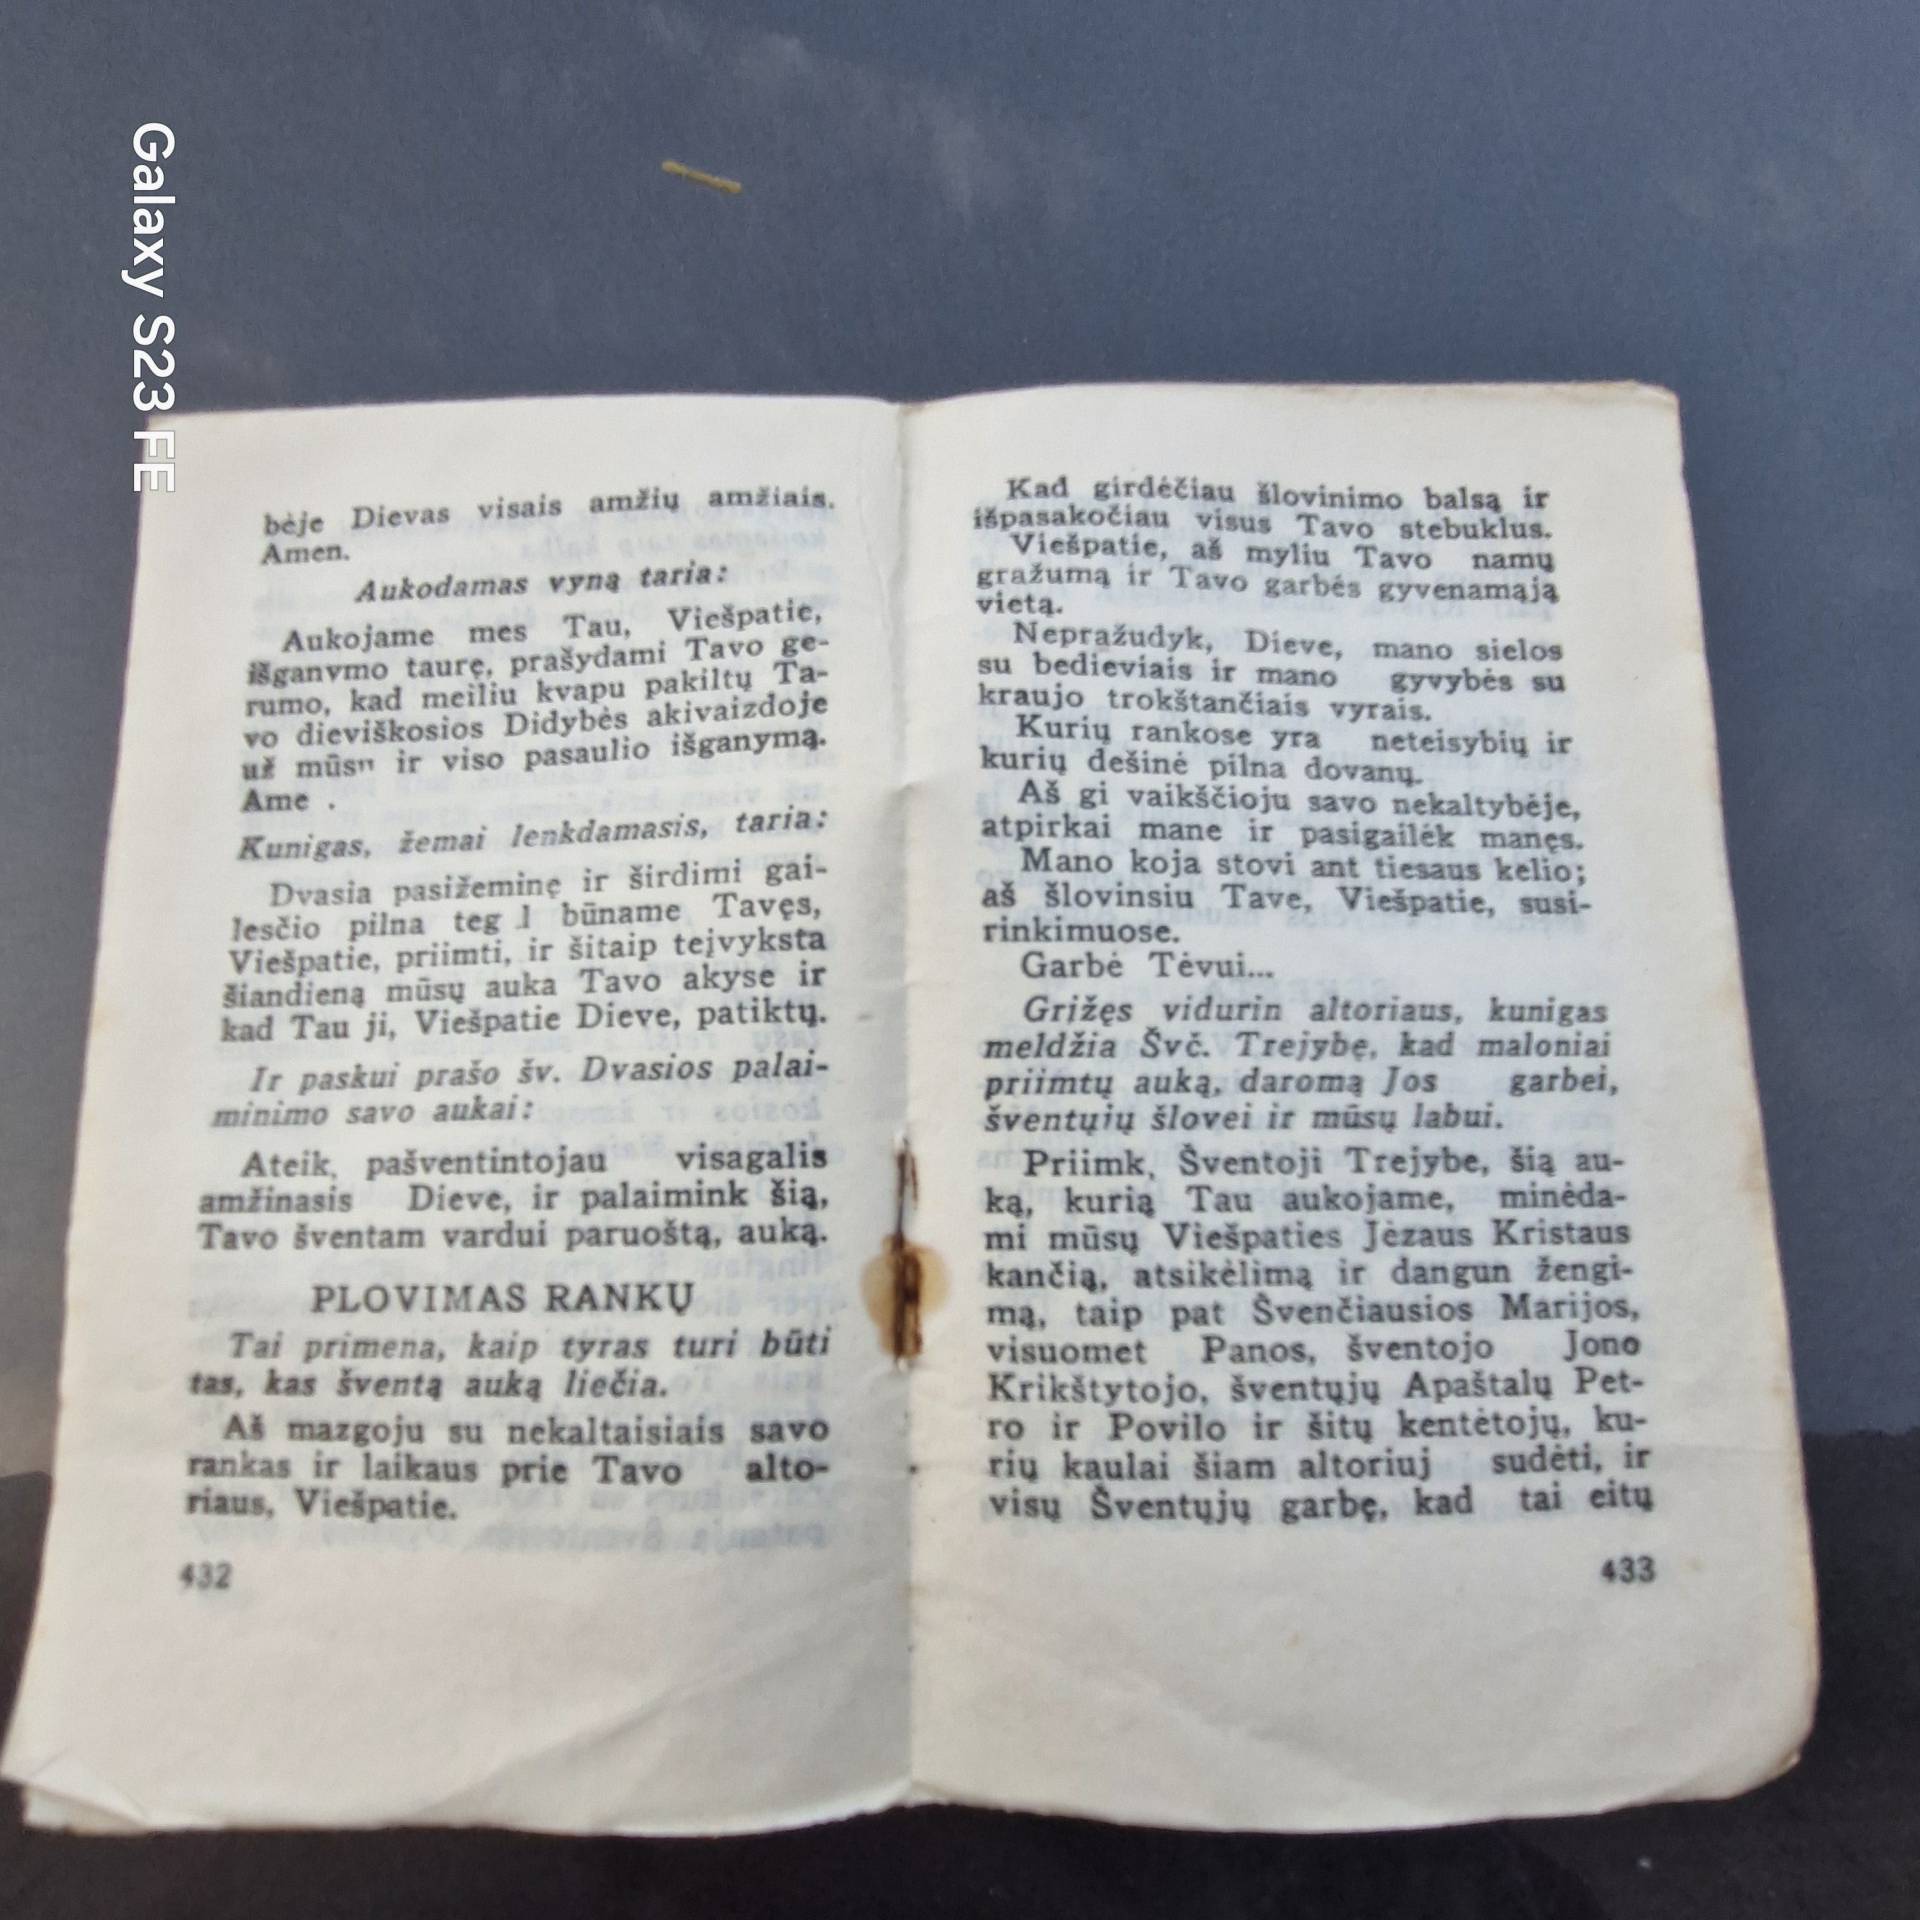 Galaxy S23 FE
bėje Dievas visais amžių amžiais.
Amen.
Aukodamas vyną taria:
Aukojame mes Tau, Viešpatie,
išganymo taurę, prašydami Tavo ge-
rumo, kad meiliu kvapu pakiltų Ta-
vo dieviškosios Didybės akivaizdoje
už mūsų ir viso pasaulio išganymą.
Ame .
Kunigas, žemai lenkdamasis, taria:
Dvasia pasižeminę ir širdimi gai-
lesčio pilna teg l būname Tavęs,
Viešpatie, priimti, ir šitaip teįvyksta
šiandieną mūsų auka Tavo akyse ir
kad Tau ji, Viešpatie Dieve, patiktų.
Ir paskui prašo šv. Dvasios palai-
minimo savo aukai:
Ateik, pašventintojau visagalis
amžinasis Dieve, ir palaimink šią,
Tavo šventam vardui paruoštą, auką.
PLOVIMAS RANKŲ
Tai primena, kaip tyras turi būti
tas, kas šventą auką liečia.
Aš mazgoju su nekaltaisiais savo
rankas ir laikaus prie Tavo alto-
riaus, Viešpatie.
432
Kad girdėčiau šlovinimo balsą ir
išpasakočiau visus Tavo stebuklus.
Viešpatie, aš myliu Tavo namų
gražumą ir Tavo garbės gyvenamąją
vietą.
Nepražudyk, Dieve, mano sielos
su bedieviais ir mano gyvybės su
kraujo trokštančiais vyrais.
Kurių rankose yra neteisybių ir
kurių dešinė pilna dovanų.
Aš gi vaikščioju savo nekaltybėje,
atpirkai mane ir pasigailėk manęs.
Mano koja stovi ant tiesaus kelio;
aš šlovinsiu Tave, Viešpatie, susi-
rinkimuose.
Garbė Tėvui...
Grįžęs vidurin altoriaus, kunigas
meldžia Švč. Trejybę, kad maloniai
priimtų auką, daromą Jos garbei,
šventųjų šlovei ir mūsų labui.
Priimk, Šventoji Trejybe, šią au-
ką, kurią Tau aukojame, minėda-
mi mūsų Viešpaties Jėzaus Kristaus
kančią, atsikėlimą ir dangun žengi-
mą, taip pat Švenčiausios Marijos,
visuomet Panos, šventojo Jono
Krikštytojo, šventųjų Apaštalų Pet-
ro ir Povilo ir šitų kentėtojų, ku-
rių kaulai šiam altoriuj sudėti, ir
visų Šventųjų garbę, kad tai eitų
433